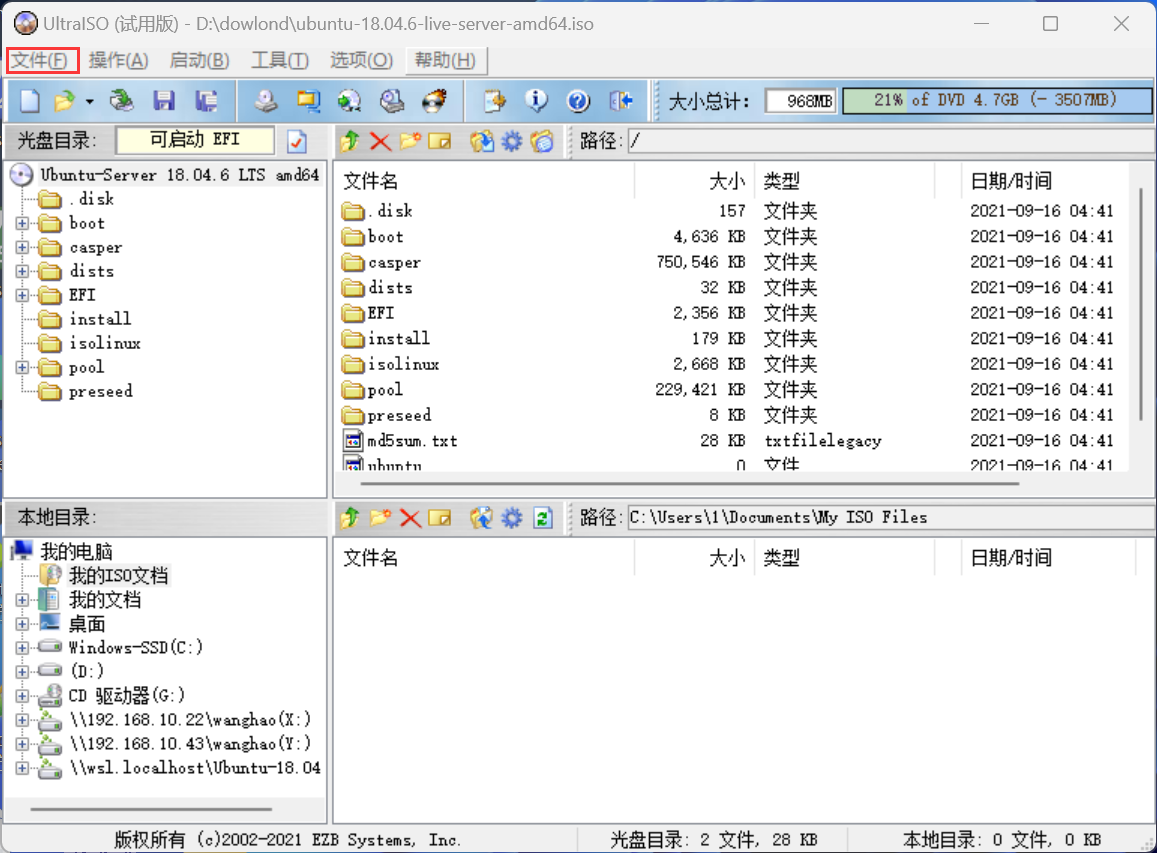 UltraISO (试用版) - D:\dowlond\ubuntu-18.04.6-live-server-amd64.iso
文件(F) 操作(A) 启动(B) 工具(T) 选项(O) 帮助(H)
大小总计: 968MB 21% of DVD 4.7GB (- 3507MB)
光盘目录: 可启动 EFI 路径: /
Ubuntu-Server 18.04.6 LTS amd64
.disk
boot
casper
dists
EFI
install
isolinux
pool
preseed
文件名 大小 类型 日期/时间
.disk 157 文件夹 2021-09-16 04:41
boot 4,636 KB 文件夹 2021-09-16 04:41
casper 750,546 KB 文件夹 2021-09-16 04:41
dists 32 KB 文件夹 2021-09-16 04:41
EFI 2,356 KB 文件夹 2021-09-16 04:41
install 179 KB 文件夹 2021-09-16 04:41
isolinux 2,668 KB 文件夹 2021-09-16 04:41
pool 229,421 KB 文件夹 2021-09-16 04:41
preseed 8 KB 文件夹 2021-09-16 04:41
md5sum.txt 28 KB txtfilelegacy 2021-09-16 04:41
ubuntu 0 文件 2021-09-16 04:41
本地目录: 路径: C:\Users\1\Documents\My ISO Files
我的电脑
我的ISO文档
我的文档
桌面
Windows-SSD(C:)
(D:)
CD 驱动器(G:)
\\192.168.10.22\wanghao(X:)
\\192.168.10.43\wanghao(Y:)
\\wsl.localhost\Ubuntu-18.04
文件名 大小 类型 日期/时间
版权所有 (c)2002-2021 EZB Systems, Inc. 光盘目录: 2 文件, 28 KB 本地目录: 0 文件, 0 KB